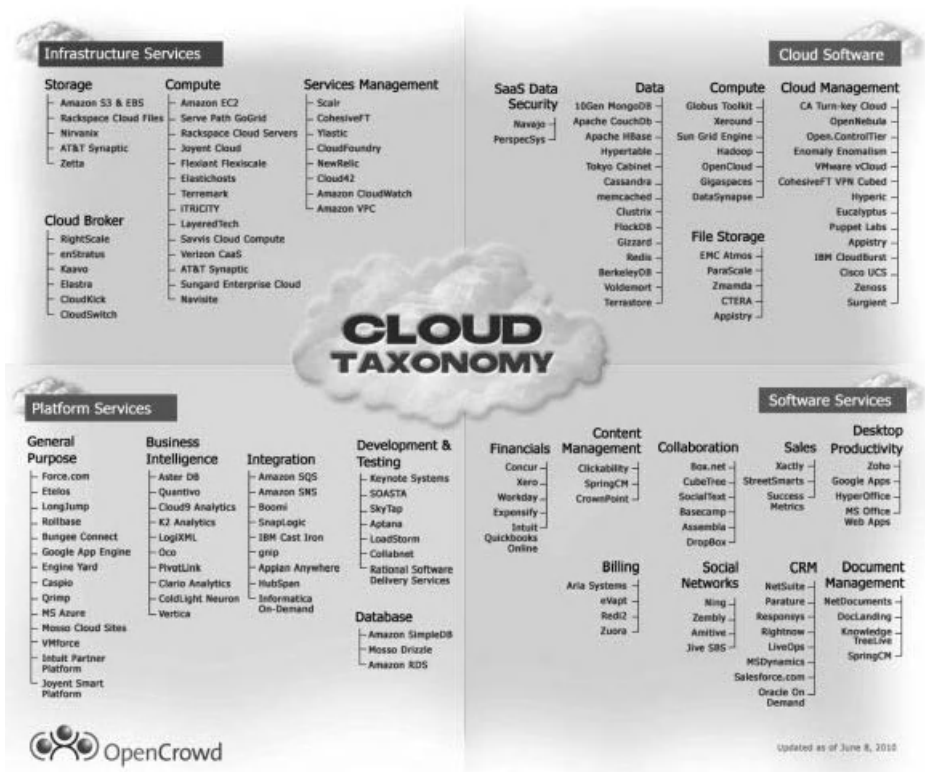 Infrastructure Services
Storage
Amazon S3 & EBS
Rackspace Cloud Files
Nirvanix
AT&T Synaptic
Zetta
Cloud Broker
RightScale
enStratus
Kaavo
Elastra
CloudKick
CloudSwitch
Compute
Amazon EC2
Serve Path GoGrid
Rackspace Cloud Servers
Joyent Cloud
Flexiant Flexiscale
Elastichosts
Terremark
ITRICITY
LayeredTech
Savvis Cloud Compute
Verizon CaaS
AT&T Synaptic
Sungard Enterprise Cloud
Navisite
Services Management
Scalr
CohesiveFT
Ylastic
CloudFoundry
NewRelic
Cloud42
Amazon CloudWatch
Amazon VPC
Cloud Software
SaaS Data
Security
Navajo
PerspecSys
Data
10Gen MongoDB
Apache CouchDb
Apache HBase
Hypertable
Tokyo Cabinet
Cassandra
memcached
Clustrix
FlockDB
Gizzard
Redis
BerkeleyDB
Voldemort
Terrastore
Compute
Globus Toolkit
Xeround
Sun Grid Engine
Hadoop
OpenCloud
Gigaspaces
DataSynapse
File Storage
EMC Atmos
ParaScale
Zmanda
CTERA
Appistry
Cloud Management
CA Turn-key Cloud
OpenNebula
Open.ControlTier
Enomaly Enomalism
VMware vCloud
CohesiveFT VPN Cubed
Hyperic
Eucalyptus
Puppet Labs
Appistry
IBM CloudBurst
Cisco UCS
Zenoss
Surgient
CLOUD
TAXONOMY
Platform Services
General
Purpose
Force.com
Etelos
LongJump
Rollbase
Bungee Connect
Google App Engine
Engine Yard
Caspio
Qrimp
MS Azure
Mosso Cloud Sites
VMforce
Intuit Partner
Platform
Joyent Smart
Platform
Business
Intelligence
Aster DB
Quantivo
Cloud9 Analytics
K2 Analytics
LogiXML
Oco
PivotLink
Clario Analytics
ColdLight Neuron
Vertica
Integration
Amazon SQS
Amazon SNS
Boomi
SnapLogic
IBM Cast Iron
gnip
Appian Anywhere
HubSpan
Informatica
On-Demand
Development &
Testing
Keynote Systems
SOASTA
SkyTap
Aptana
LoadStorm
Collabnet
Rational Software
Delivery Services
Database
Amazon SimpleDB
Mosso Drizzle
Amazon RDS
Software Services
Financials
Concur
Xero
Workday
Expensify
Intuit
Quickbooks
Online
Content
Management
Clickability
SpringCM
CrownPoint
Collaboration
Box.net
CubeTree
SocialText
Basecamp
Assembla
DropBox
Sales
Xactly
StreetSmarts
Success
Metrics
Desktop
Productivity
Zoho
Google Apps
HyperOffice
MS Office
Web Apps
Billing
Aria Systems
eVapt
Redi2
Zuora
Social
Networks
Ning
Zembly
Amitive
Jive SBS
CRM
NetSuite
Parature
Responsys
Rightnow
LiveOps
MSDynamics
Salesforce.com
Oracle On
Demand
Document
Management
NetDocuments
DocLanding
Knowledge
TreeLive
SpringCM
OpenCrowd
Updated as of June 8, 2010